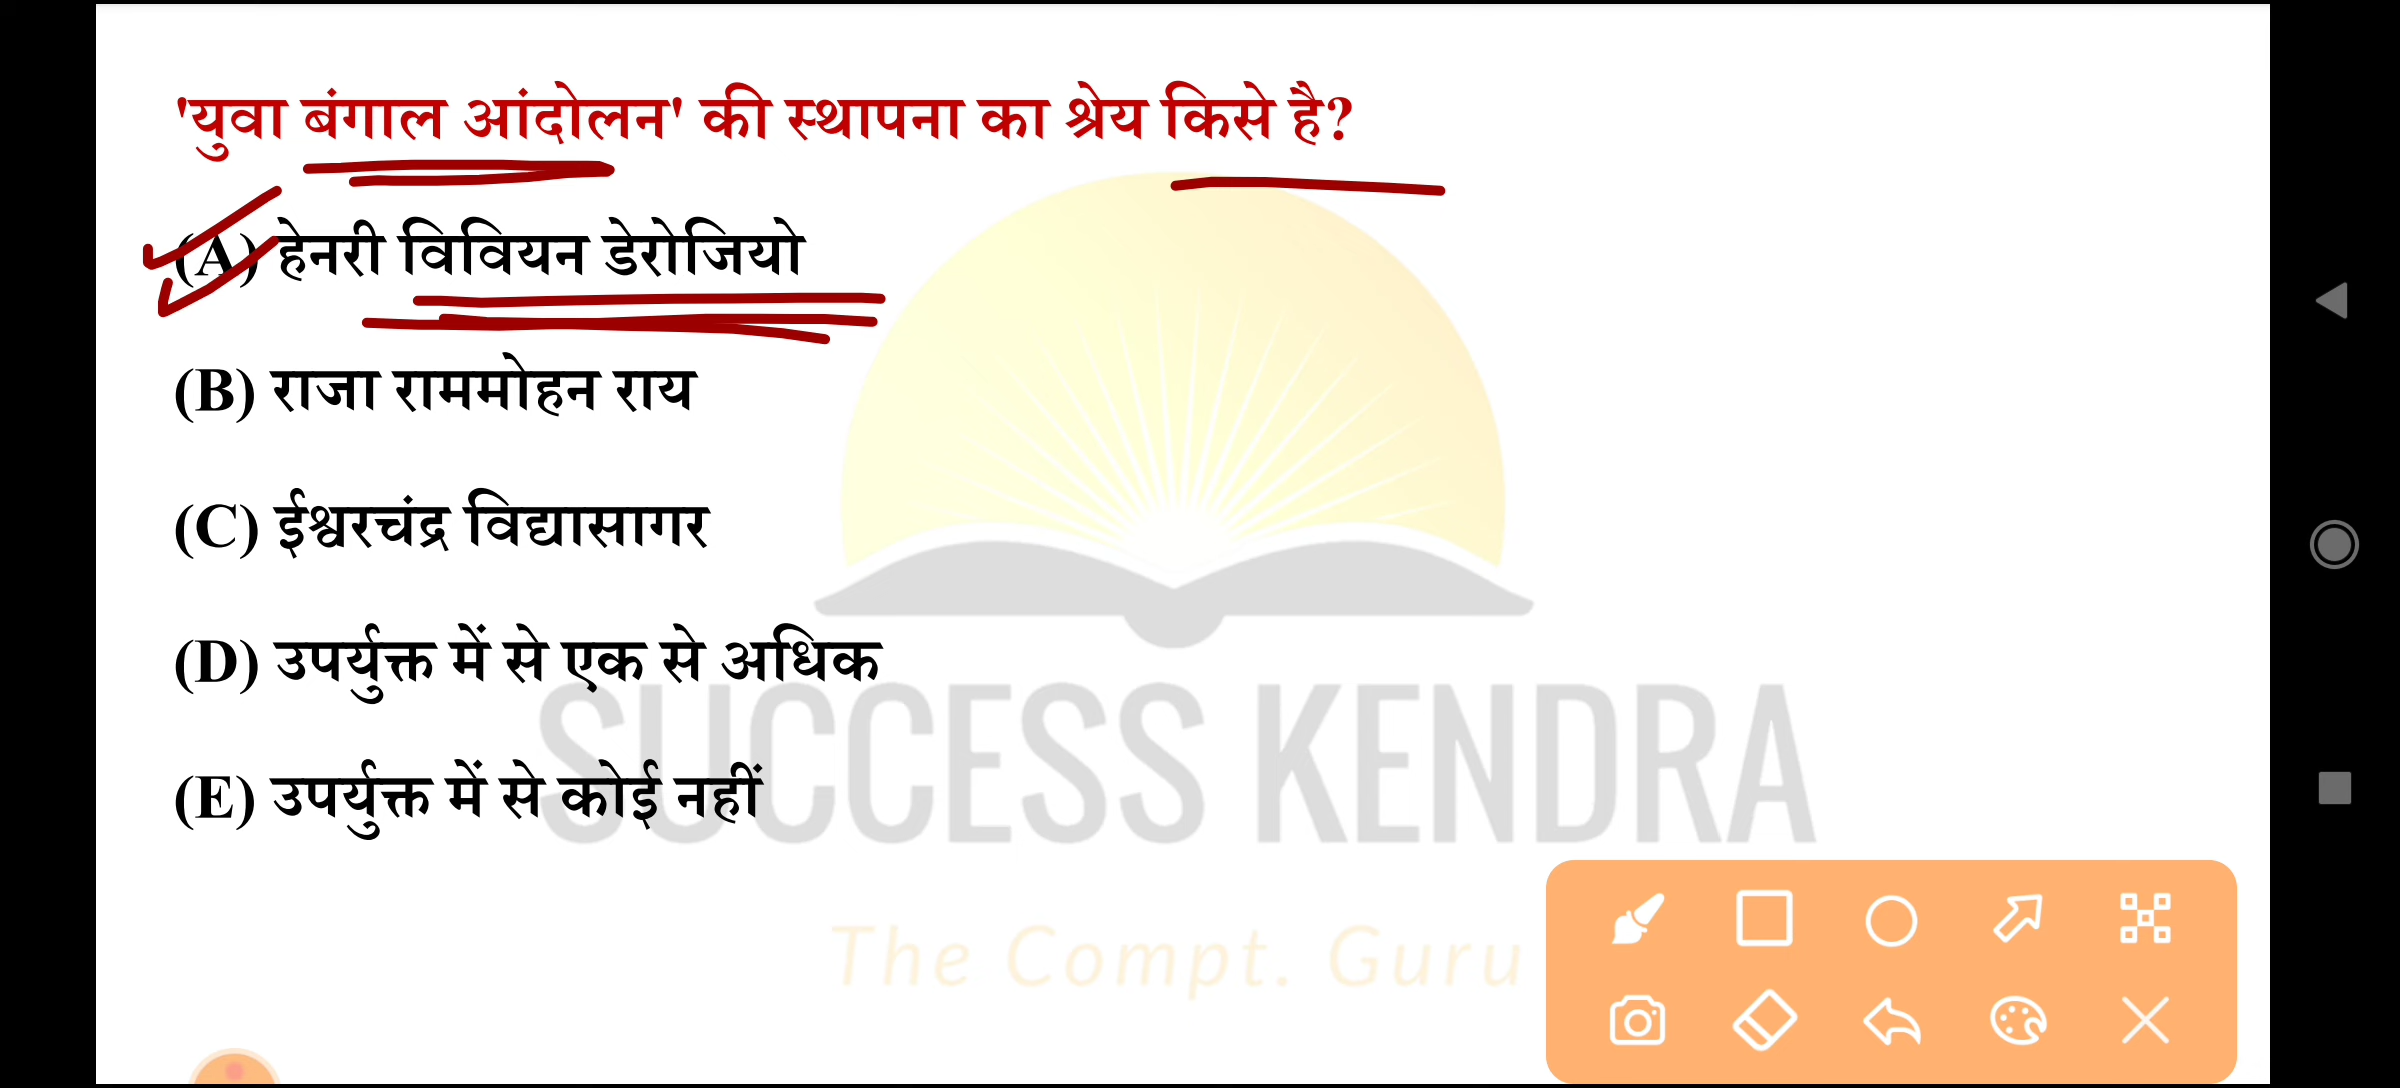 'युवा बंगाल आंदोलन' की स्थापना का श्रेय किसे है?
(A) हेनरी विवियन डेरोजियो
(B) राजा राममोहन राय
(C) ईश्वरचंद्र विद्यासागर
(D) उपर्युक्त में से एक से अधिक
(E) उपर्युक्त में से कोई नहीं
SUCCESS KENDRA
The Compt. Guru